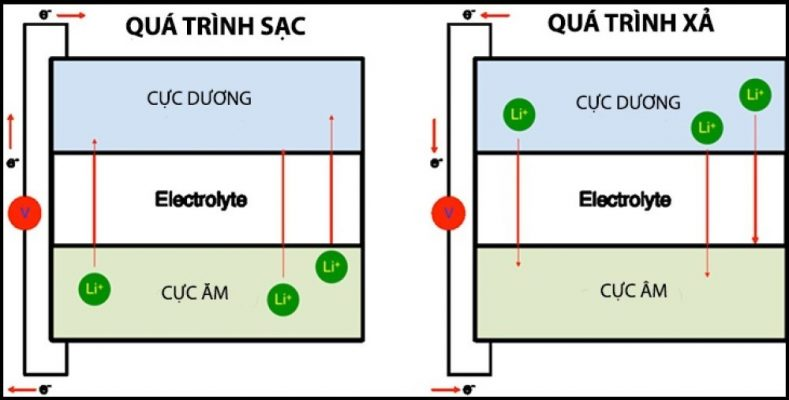 e⁻
QUÁ TRÌNH SẠC
CỰC DƯƠNG
e⁻
Electrolyte
V
Li⁺
Li⁺
Li⁺
CỰC ĂM
e⁻
e⁻
QUÁ TRÌNH XẢ
Li⁺
CỰC DƯƠNG
Li⁺
Li⁺
e⁻
Electrolyte
V
CỰC ÂM
e⁻